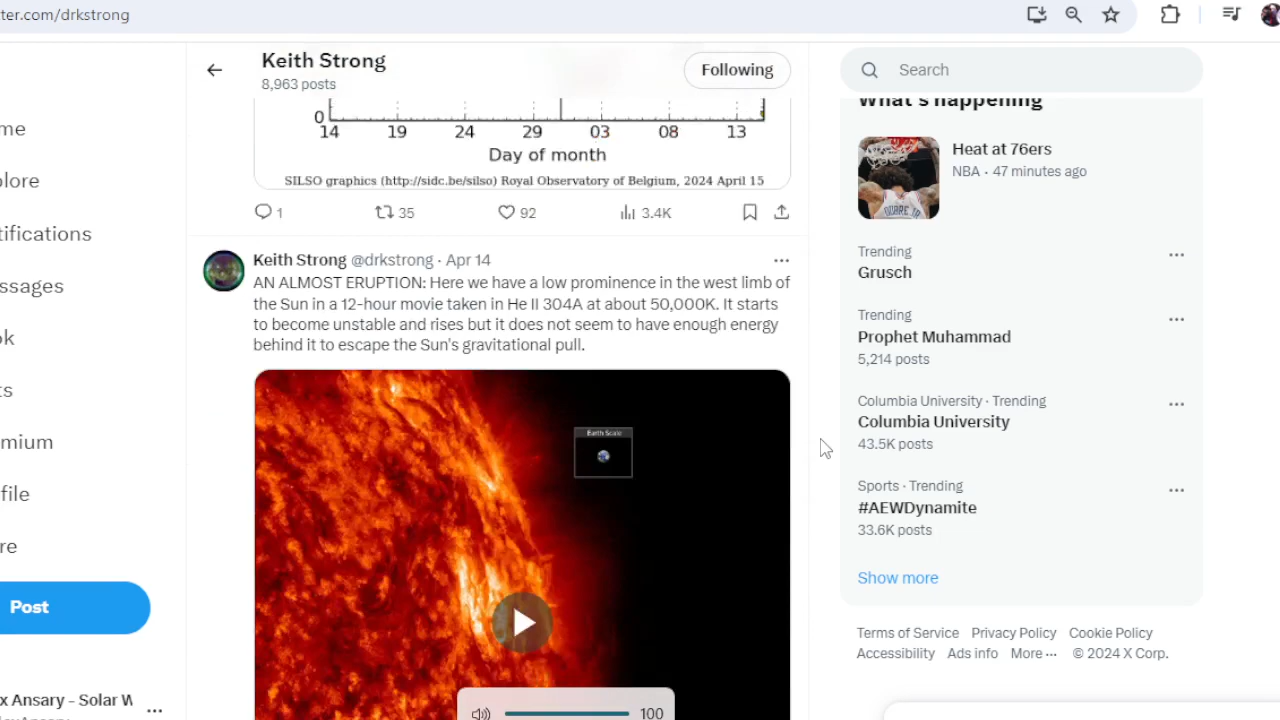 ter.com/drkstrong
Keith Strong
8,963 posts
Following
Search
0
14 19 24 29 03 08 13
Day of month
SILSO graphics (http://sidc.be/silso) Royal Observatory of Belgium, 2024 April 15
1 35 92 3.4K
Keith Strong @drkstrong · Apr 14
AN ALMOST ERUPTION: Here we have a low prominence in the west limb of
the Sun in a 12-hour movie taken in He II 304A at about 50,000K. It starts
to become unstable and rises but it does not seem to have enough energy
behind it to escape the Sun's gravitational pull.
Earth Scale
100
me
plore
tifications
ssages
ok
ts
mium
file
re
Post
x Ansary - Solar W
What's happening
Heat at 76ers
NBA · 47 minutes ago
OUBRE JR.
Trending
Grusch
Trending
Prophet Muhammad
5,214 posts
Columbia University · Trending
Columbia University
43.5K posts
Sports · Trending
#AEWDynamite
33.6K posts
Show more
Terms of Service Privacy Policy Cookie Policy
Accessibility Ads info More ··· © 2024 X Corp.